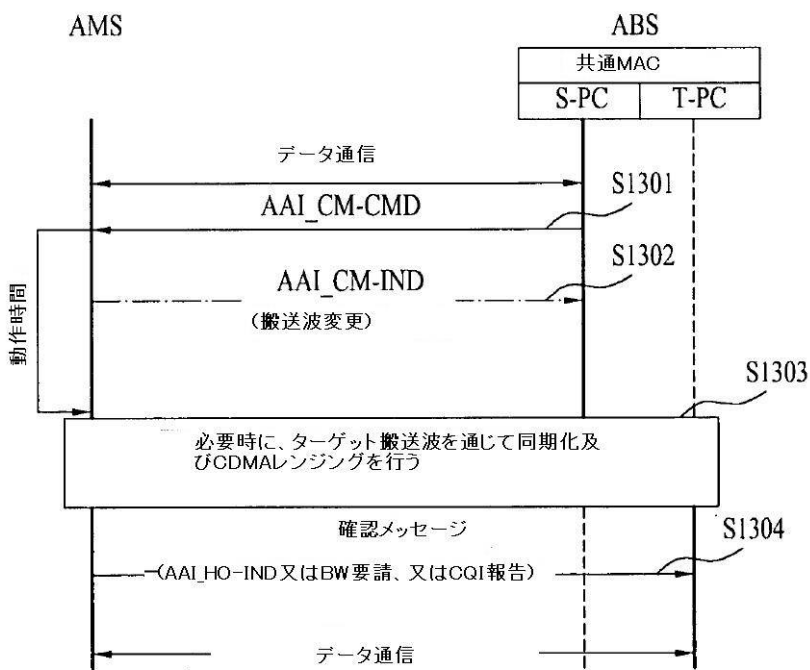 AMS
ABS
共通MAC
S-PC
T-PC
データ通信
S1301
AAI_CM-CMD
S1302
AAI_CM-IND
(搬送波変更)
動作時間
S1303
必要時に、ターゲット搬送波を通じて同期化及
びCDMAレンジングを行う
確認メッセージ
S1304
(AAI_HO-IND又はBW要請、又はCQI報告)
データ通信